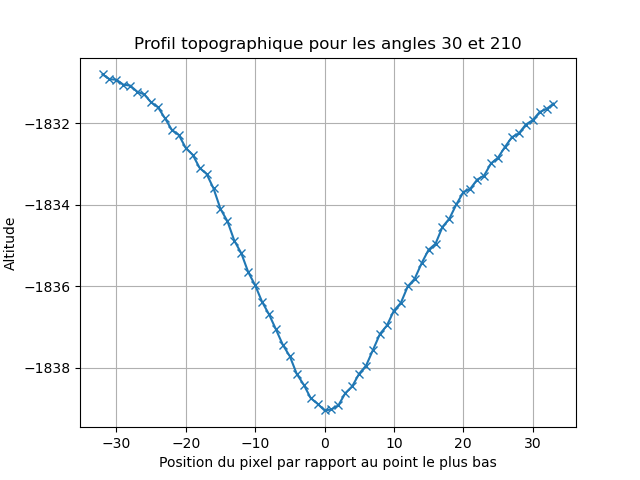 Profil topographique pour les angles 30 et 210
Altitude
−1832
−1834
−1836
−1838
−30 −20 −10 0 10 20 30
Position du pixel par rapport au point le plus bas